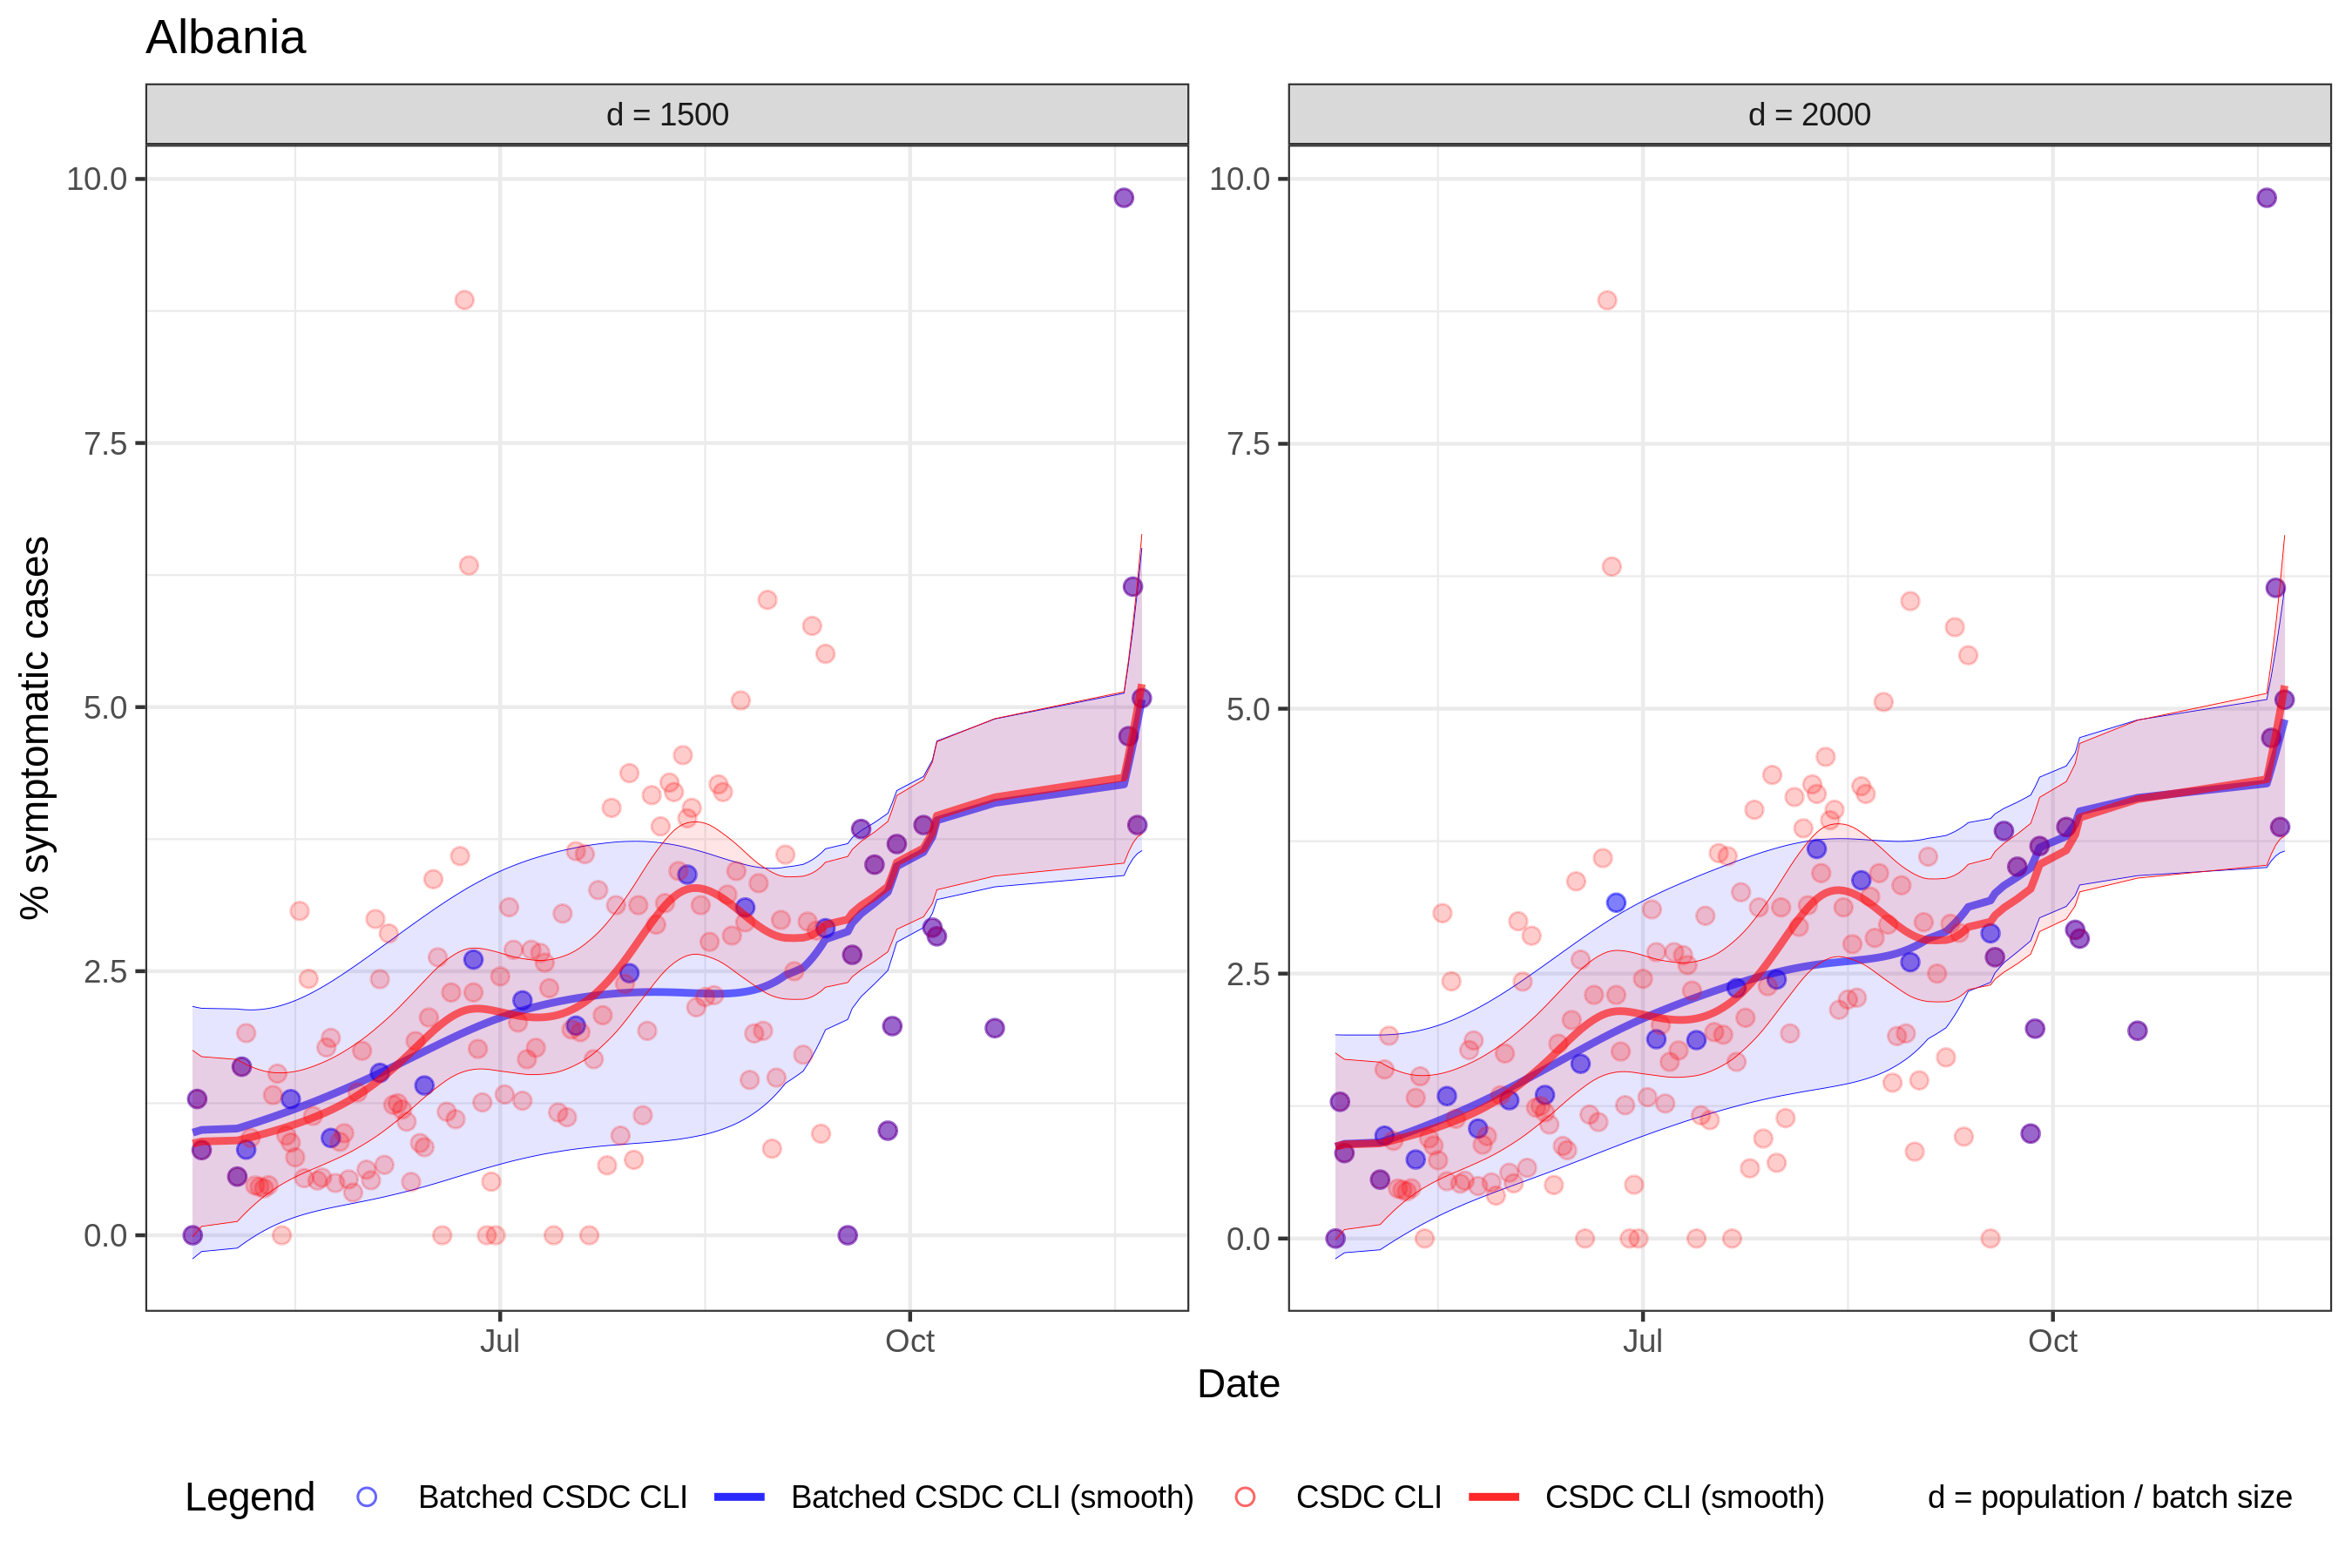 Albania
d = 1500
d = 2000
10.0
7.5
5.0
2.5
0.0
10.0
7.5
5.0
2.5
0.0
% symptomatic cases
Jul
Oct
Jul
Oct
Date
Legend
Batched CSDC CLI
Batched CSDC CLI (smooth)
CSDC CLI
CSDC CLI (smooth)
d = population / batch size